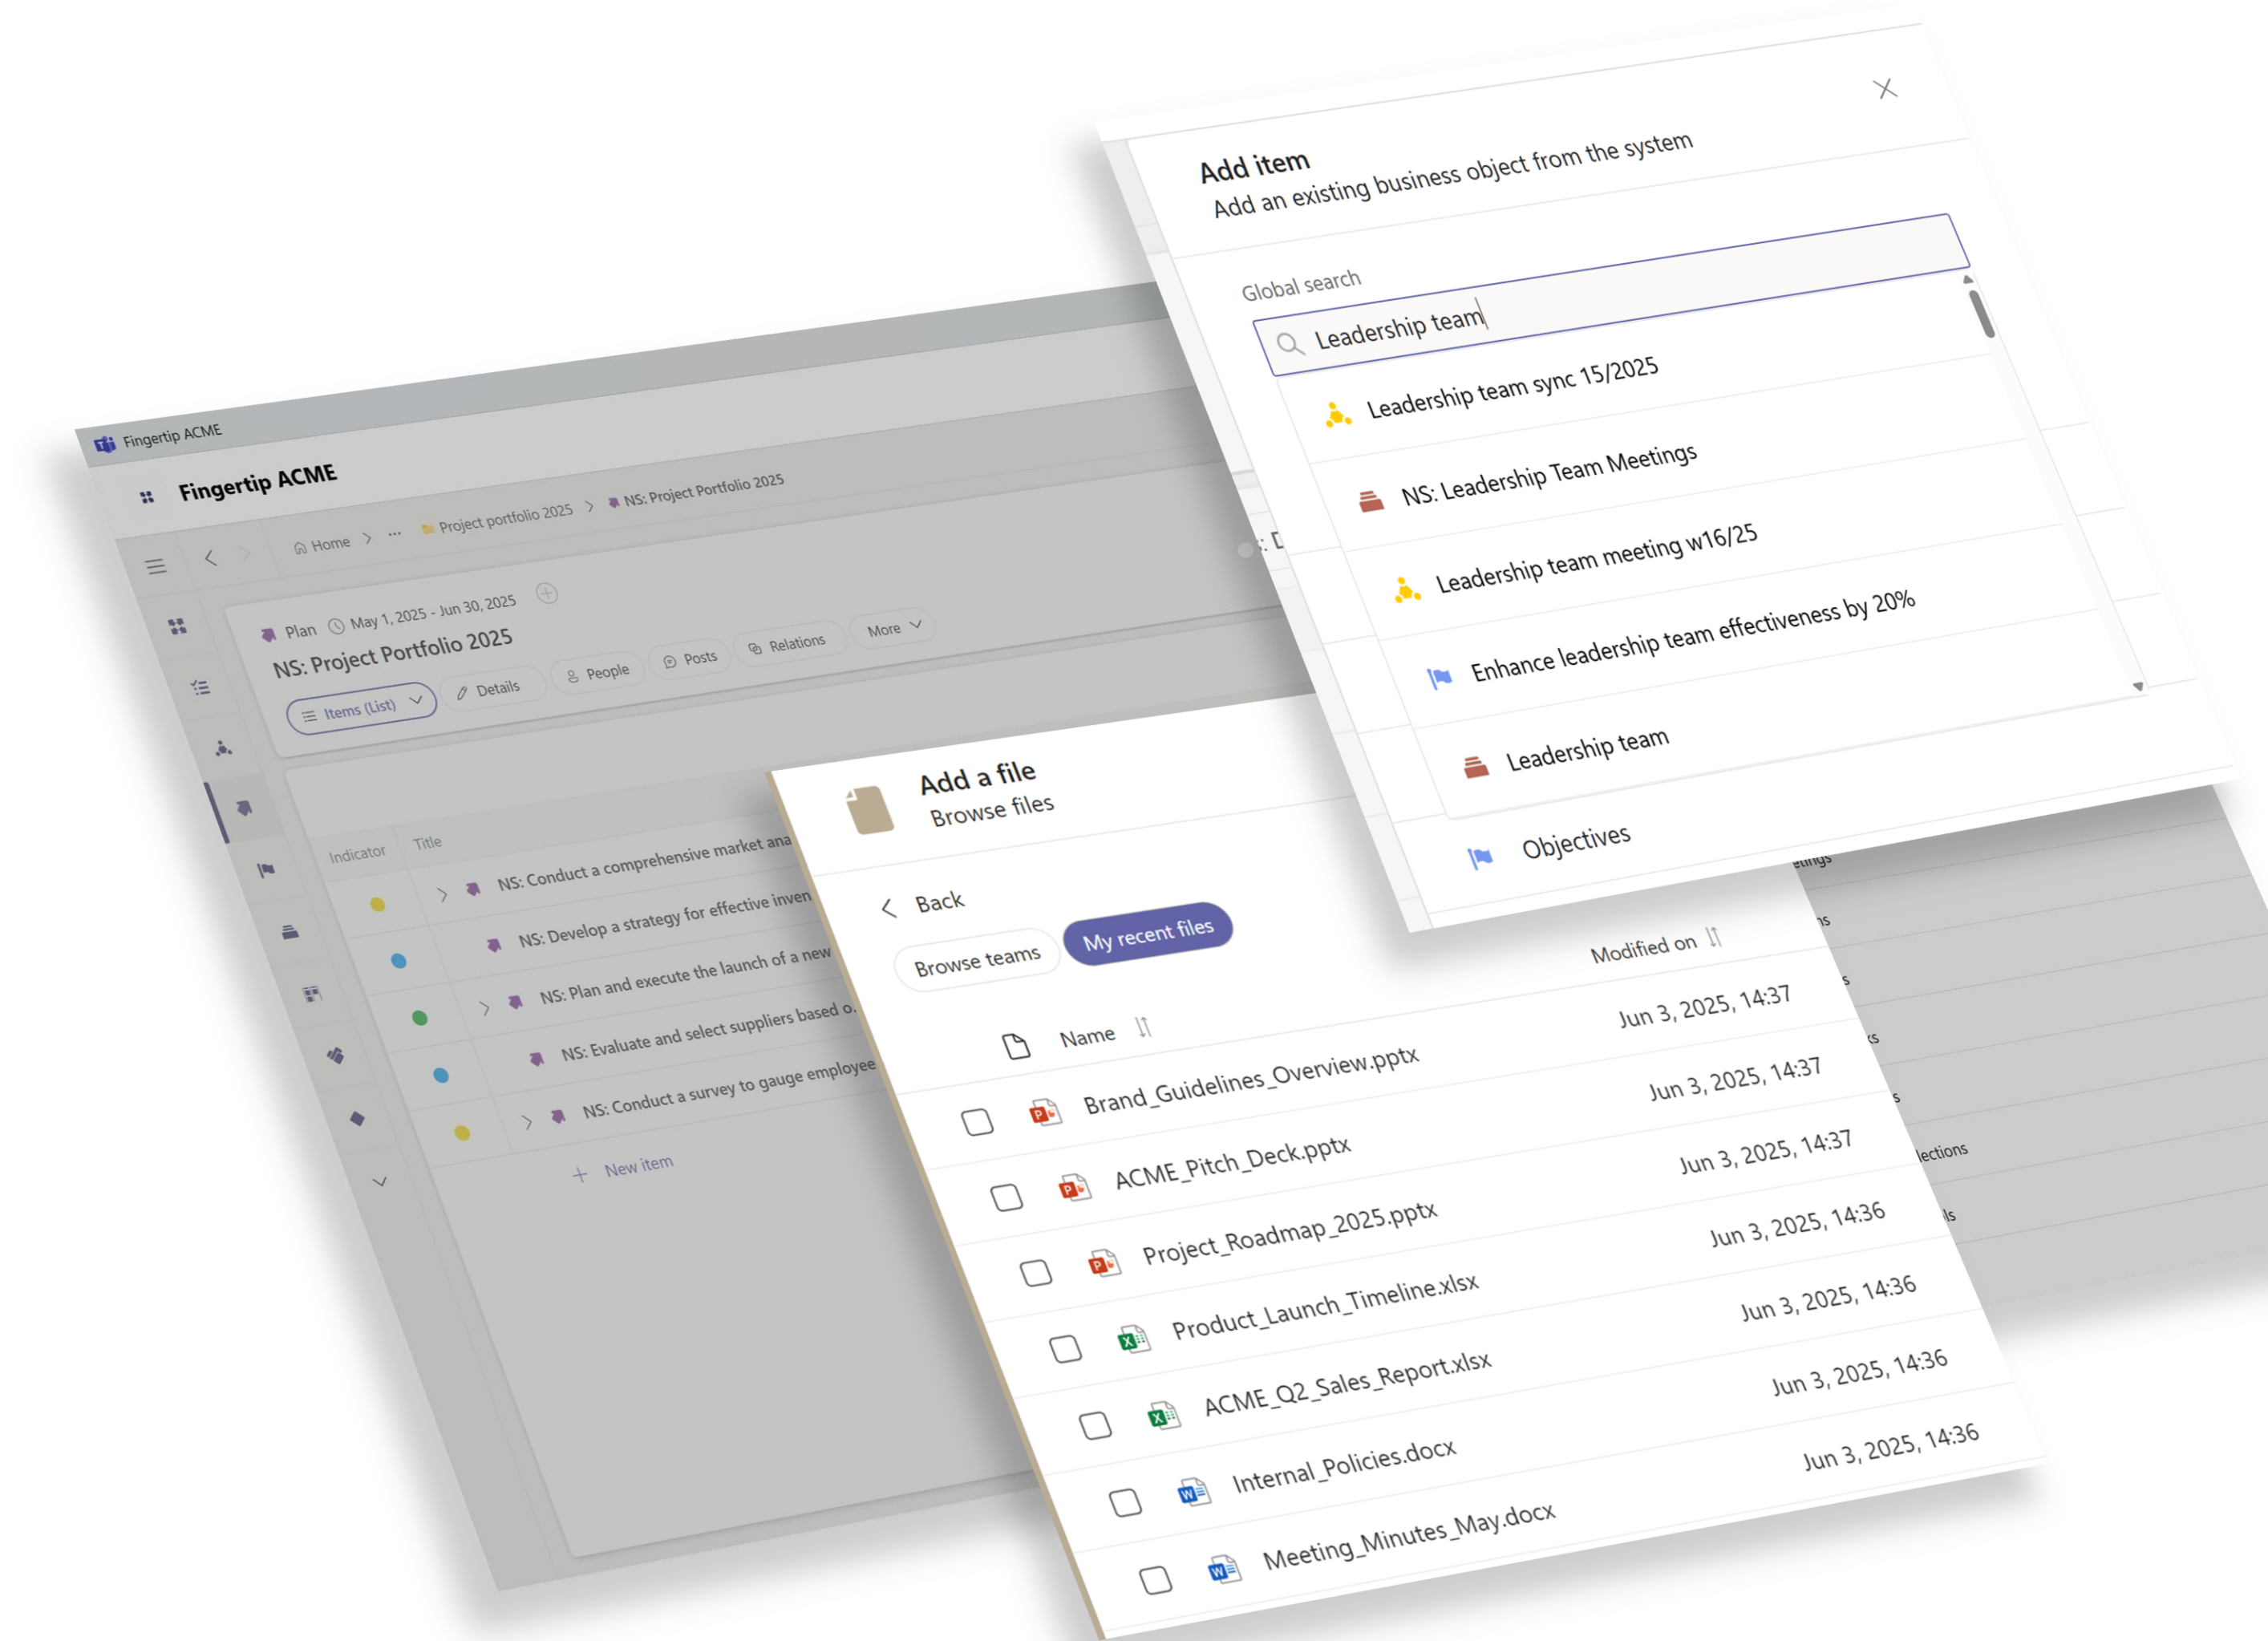 Fingertip ACME
Fingertip ACME
Home > ... Project portfolio 2025 > NS: Project Portfolio 2025
Plan May 1, 2025 - Jun 30, 2025
NS: Project Portfolio 2025
Items (List) Details People Posts Relations More
Indicator Title
NS: Conduct a comprehensive market ana
NS: Develop a strategy for effective inven
NS: Plan and execute the launch of a new
NS: Evaluate and select suppliers based o
NS: Conduct a survey to gauge employee
+ New item
Add a file
Browse files
Back
Browse teams My recent files
Name Modified on
Brand_Guidelines_Overview.pptx Jun 3, 2025, 14:37
ACME_Pitch_Deck.pptx Jun 3, 2025, 14:37
Project_Roadmap_2025.pptx Jun 3, 2025, 14:37
Product_Launch_Timeline.xlsx Jun 3, 2025, 14:36
ACME_Q2_Sales_Report.xlsx Jun 3, 2025, 14:36
Internal_Policies.docx Jun 3, 2025, 14:36
Meeting_Minutes_May.docx Jun 3, 2025, 14:36
Add item
Add an existing business object from the system
Global search
Leadership team
Leadership team sync 15/2025
NS: Leadership Team Meetings
Leadership team meeting w16/25
Enhance leadership team effectiveness by 20%
Leadership team
Objectives